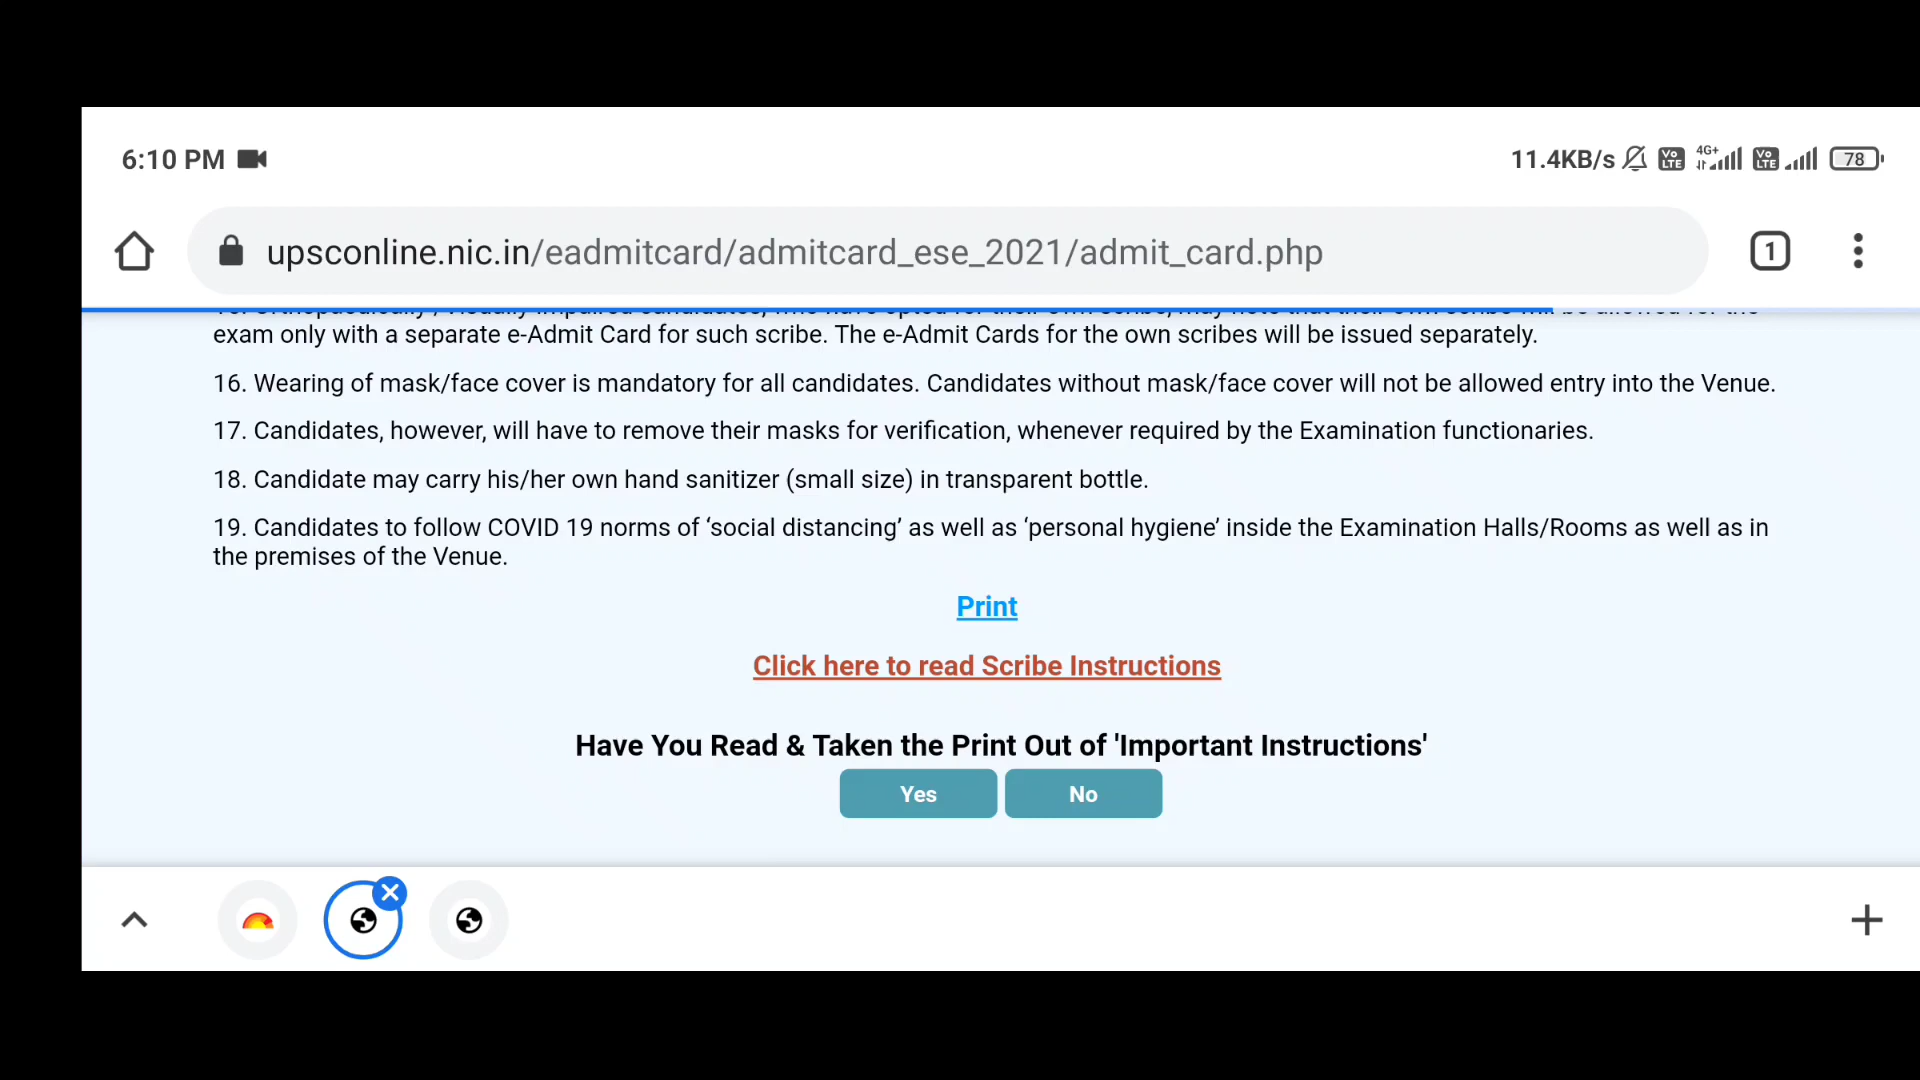 6:10 PM
11.4KB/s Vo LTE 4G+ Vo LTE 78
upsconline.nic.in/eadmitcard/admitcard_ese_2021/admit_card.php
1
exam only with a separate e-Admit Card for such scribe. The e-Admit Cards for the own scribes will be issued separately.
16. Wearing of mask/face cover is mandatory for all candidates. Candidates without mask/face cover will not be allowed entry into the Venue.
17. Candidates, however, will have to remove their masks for verification, whenever required by the Examination functionaries.
18. Candidate may carry his/her own hand sanitizer (small size) in transparent bottle.
19. Candidates to follow COVID 19 norms of ‘social distancing’ as well as ‘personal hygiene’ inside the Examination Halls/Rooms as well as in
the premises of the Venue.
Print
Click here to read Scribe Instructions
Have You Read & Taken the Print Out of 'Important Instructions'
Yes No